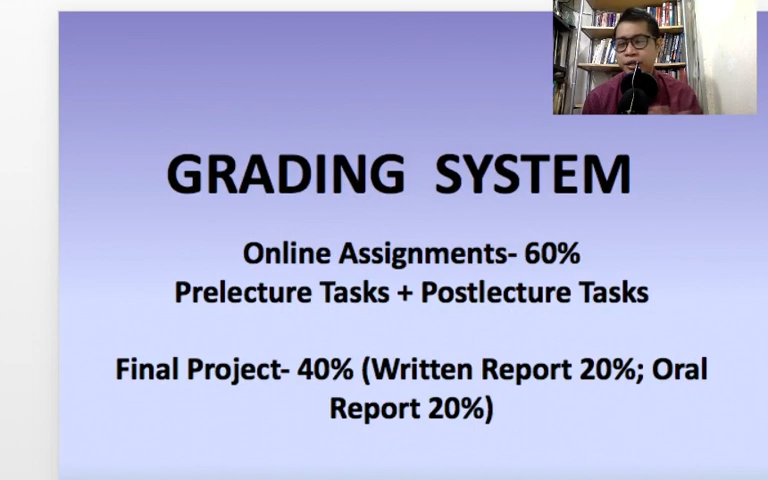 GRADING SYSTEM
Online Assignments- 60%
Prelecture Tasks + Postlecture Tasks
Final Project- 40% (Written Report 20%; Oral
Report 20%)